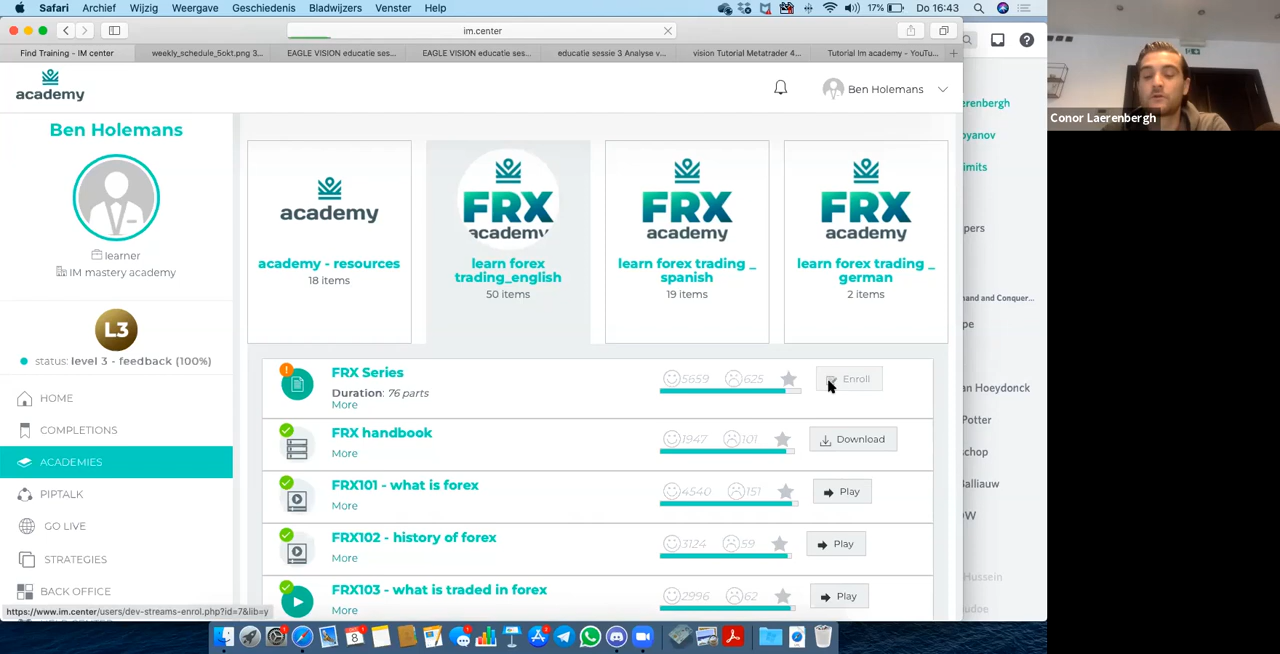 Safari Archief Wijzig Weergave Geschiedenis Bladwijzers Venster Help 17% Do 16:43
im.center
Find Training - IM center weekly_schedule_5okt.png 3... EAGLE VISION educatie ses... EAGLE VISION educatie ses... educatie sessie 3 Analyse v... vision Tutorial Metatrader 4... Tutorial Im academy - YouTu...
academy
Ben Holemans
Ben Holemans
learner
IM mastery academy
L3
status: level 3 - feedback (100%)
HOME
COMPLETIONS
ACADEMIES
PIPTALK
GO LIVE
STRATEGIES
BACK OFFICE
https://www.im.center/users/dev-streams-enrol.php?id=7&lib=y
academy
academy - resources
18 items
FRX
academy
learn forex
trading_english
50 items
FRX
academy
learn forex trading _
spanish
19 items
FRX
academy
learn forex trading _
german
2 items
FRX Series
Duration: 76 parts
More
5659 625 Enroll
FRX handbook
More
1947 101 Download
FRX101 - what is forex
More
4540 151 Play
FRX102 - history of forex
More
3124 59 Play
FRX103 - what is traded in forex
More
2996 62 Play
erenbergh
oyanov
imits
pers
and and Conquer...
pe
an Hoeydonck
Potter
schop
Balliauw
OW
Hussein
oudoe
8
Conor Laerenbergh